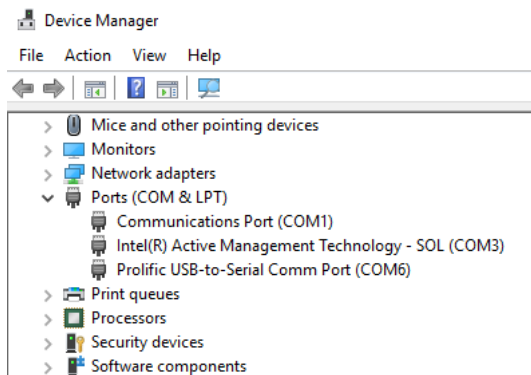 Device Manager
File Action View Help
Mice and other pointing devices
Monitors
Network adapters
Ports (COM & LPT)
Communications Port (COM1)
Intel(R) Active Management Technology - SOL (COM3)
Prolific USB-to-Serial Comm Port (COM6)
Print queues
Processors
Security devices
Software components